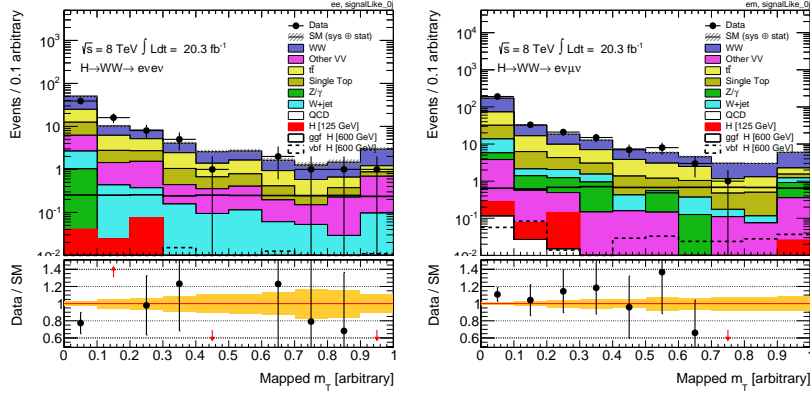 ee, signalLike_0j
Events / 0.1 arbitrary
10⁵
10⁴
10³
10²
10
1
10⁻¹
10⁻²
√s = 8 TeV ∫ Ldt = 20.3 fb⁻¹
H→WW→ eνeν
Data
SM (sys ⊕ stat)
WW
Other VV
tt̄
Single Top
Z/γ
W+jet
QCD
H [125 GeV]
ggf H [600 GeV]
vbf H [600 GeV]
Data / SM
1.4
1.2
1
0.8
0.6
0 0.1 0.2 0.3 0.4 0.5 0.6 0.7 0.8 0.9 1
Mapped m_T [arbitrary]
em, signalLike_0j
Events / 0.1 arbitrary
10⁵
10⁴
10³
10²
10
1
10⁻¹
10⁻²
√s = 8 TeV ∫ Ldt = 20.3 fb⁻¹
H→WW→ eνμν
Data
SM (sys ⊕ stat)
WW
Other VV
tt̄
Single Top
Z/γ
W+jet
QCD
H [125 GeV]
ggf H [600 GeV]
vbf H [600 GeV]
Data / SM
1.4
1.2
1
0.8
0.6
0 0.1 0.2 0.3 0.4 0.5 0.6 0.7 0.8 0.9 1
Mapped m_T [arbitrary]